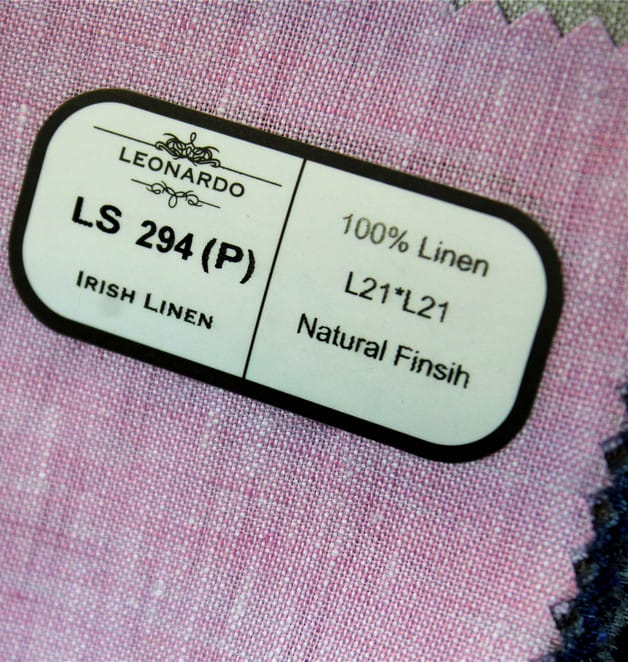 LEONARDO
LS 294 (P)
IRISH LINEN
100% Linen
L21*L21
Natural Finsih